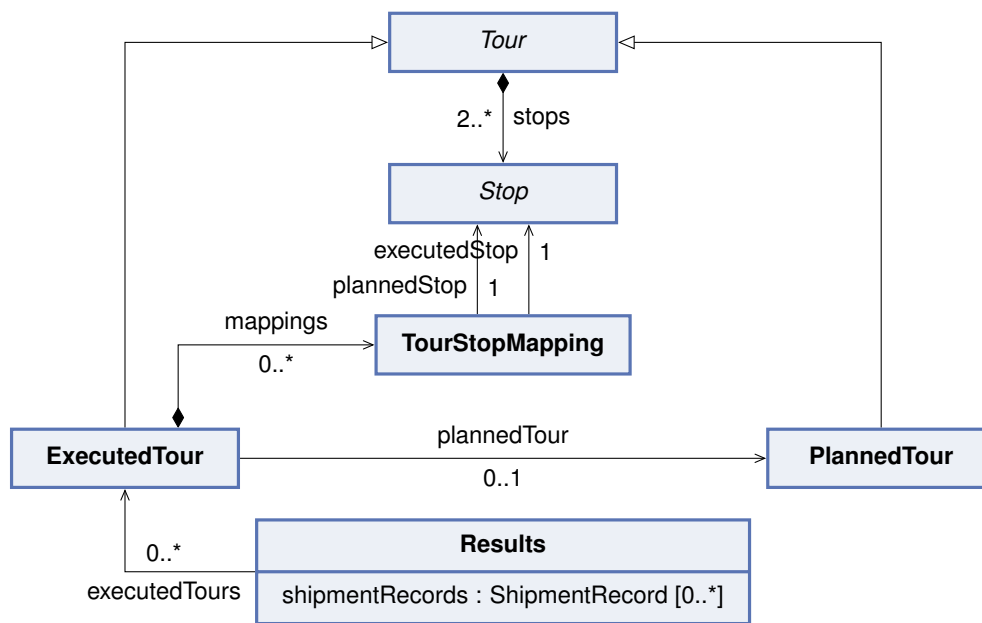 Tour
2..* stops
Stop
executedStop 1
plannedStop 1
mappings
TourStopMapping
0..*
plannedTour
ExecutedTour
PlannedTour
0..1
Results
0..*
executedTours
shipmentRecords : ShipmentRecord [0..*]